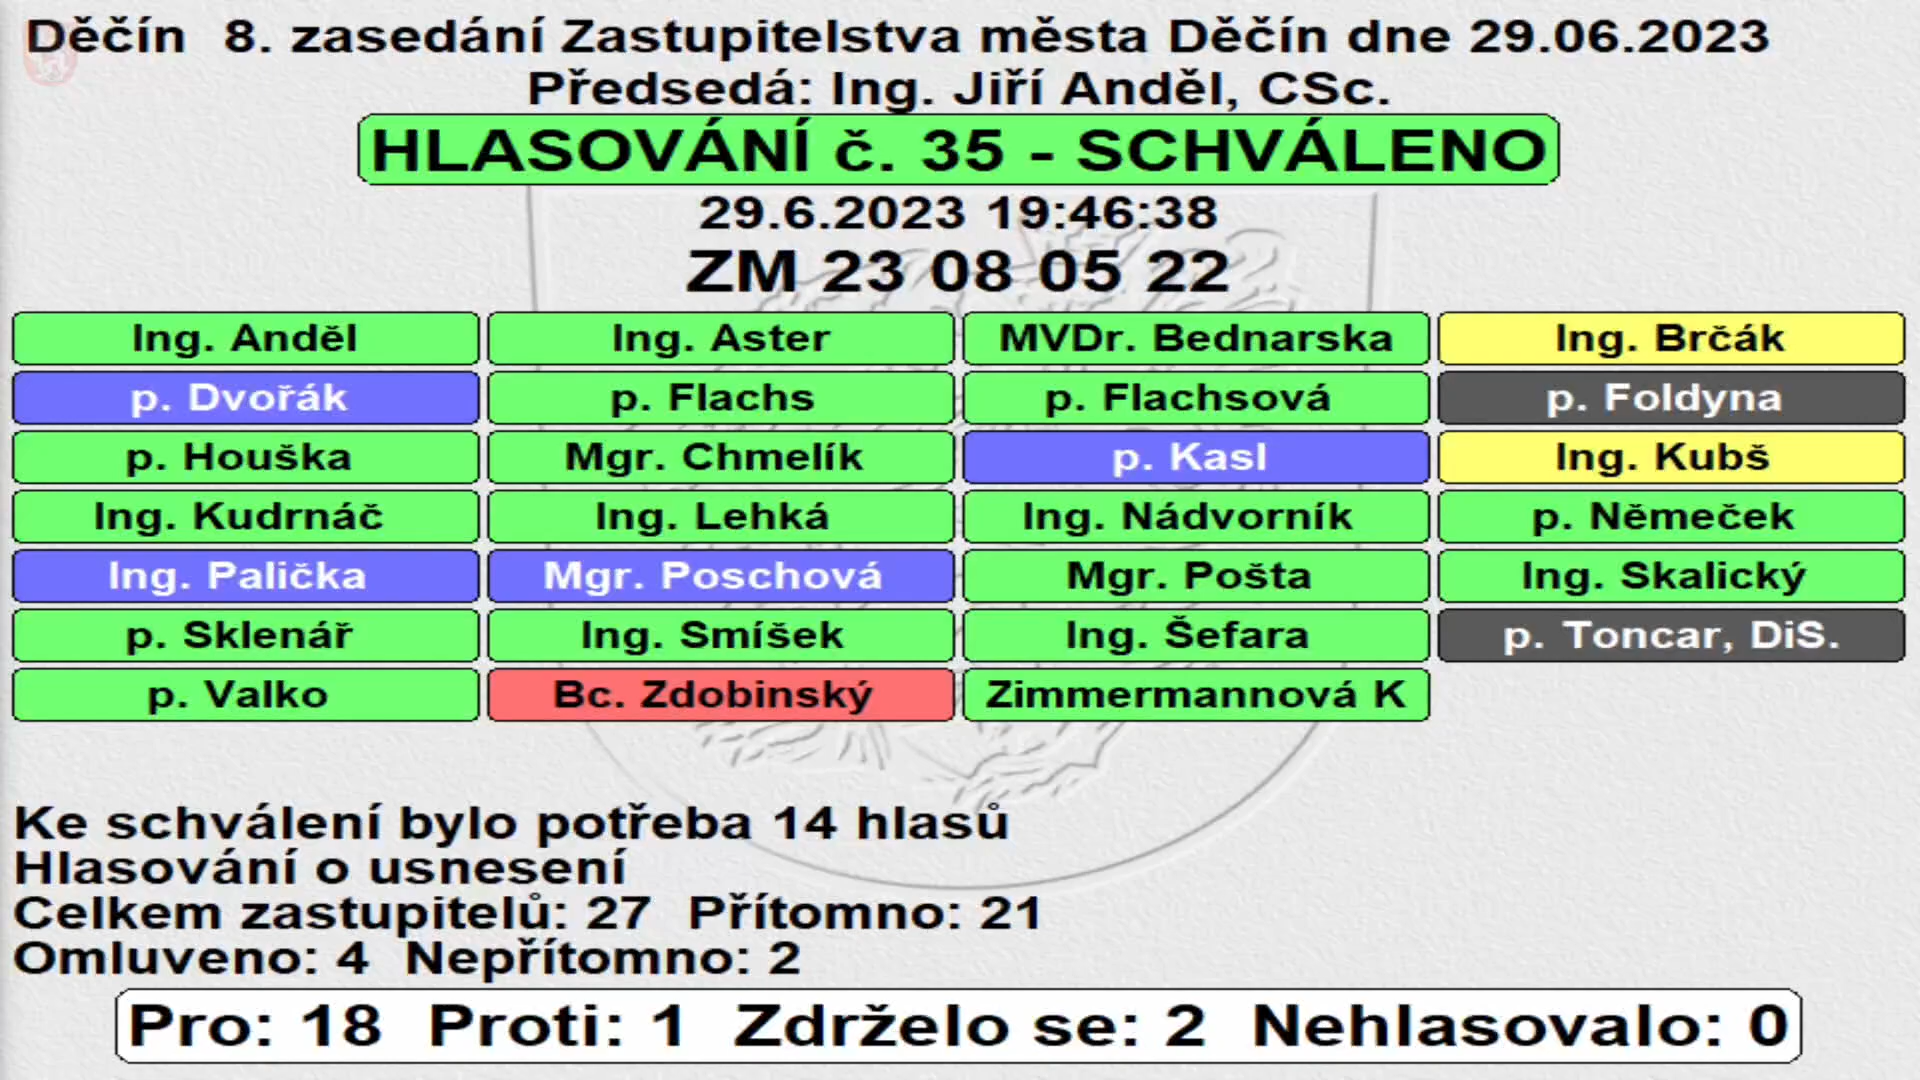 Děčín 8. zasedání Zastupitelstva města Děčín dne 29.06.2023
Předsedá: Ing. Jiří Anděl, CSc.
HLASOVÁNÍ č. 35 - SCHVÁLENO
29.6.2023 19:46:38
ZM 23 08 05 22
Ing. Anděl Ing. Aster MVDr. Bednarska Ing. Brčák
p. Dvořák p. Flachs p. Flachsová p. Foldyna
p. Houška Mgr. Chmelík p. Kasl Ing. Kubš
Ing. Kudrnáč Ing. Lehká Ing. Nádvorník p. Němeček
Ing. Palička Mgr. Poschová Mgr. Pošta Ing. Skalický
p. Sklenář Ing. Smíšek Ing. Šefara p. Toncar, DiS.
p. Valko Bc. Zdobinský Zimmermannová K
Ke schválení bylo potřeba 14 hlasů
Hlasování o usnesení
Celkem zastupitelů: 27 Přítomno: 21
Omluveno: 4 Nepřítomno: 2
Pro: 18 Proti: 1 Zdrželo se: 2 Nehlasovalo: 0